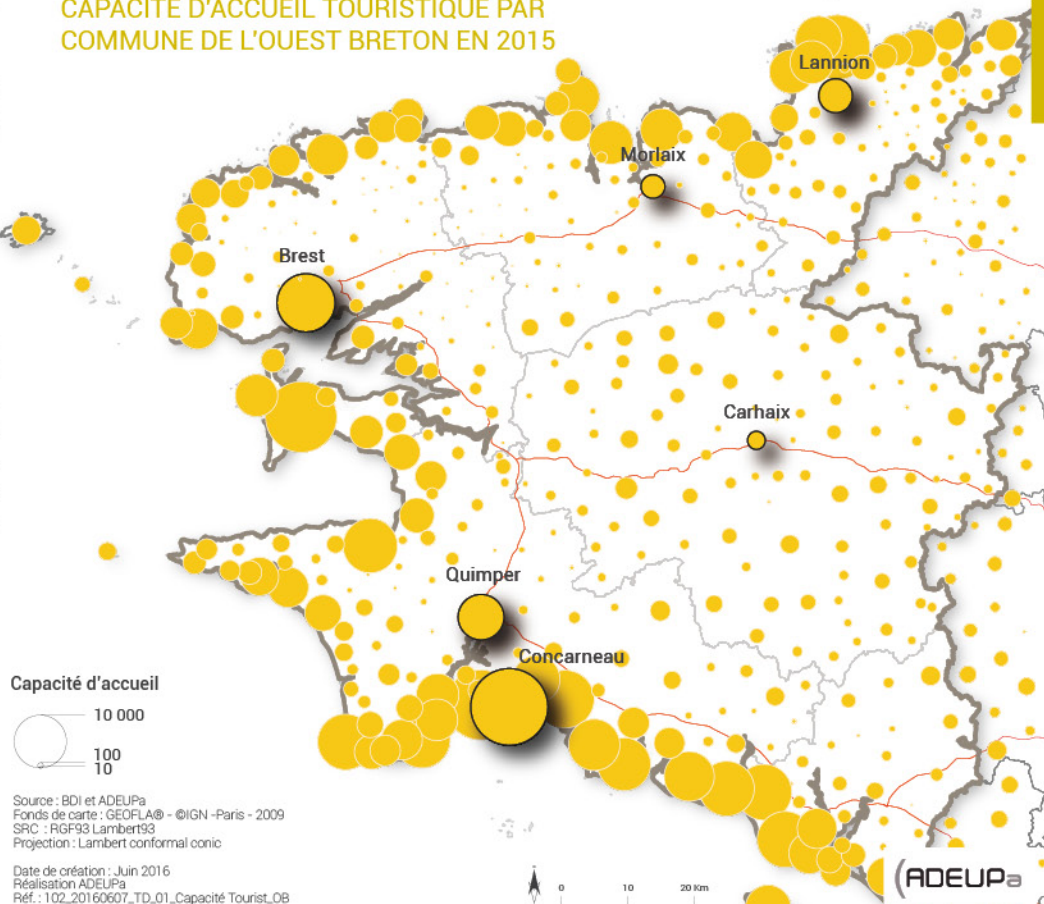 CAPACITÉ D'ACCUEIL TOURISTIQUE PAR
COMMUNE DE L'OUEST BRETON EN 2015
Lannion
Morlaix
Brest
Carhaix
Quimper
Concarneau
Capacité d'accueil
10 000
100
10
Source : BDI et ADEUPa
Fonds de carte : GEOFLA® - ©IGN -Paris - 2009
SRC : RGF93 Lambert93
Projection : Lambert conformal conic
Date de création : Juin 2016
Réalisation ADEUPa
Réf. : 102_20160607_TD_01_Capacité Tourist_OB
0 10 20 Km
ADEUPa